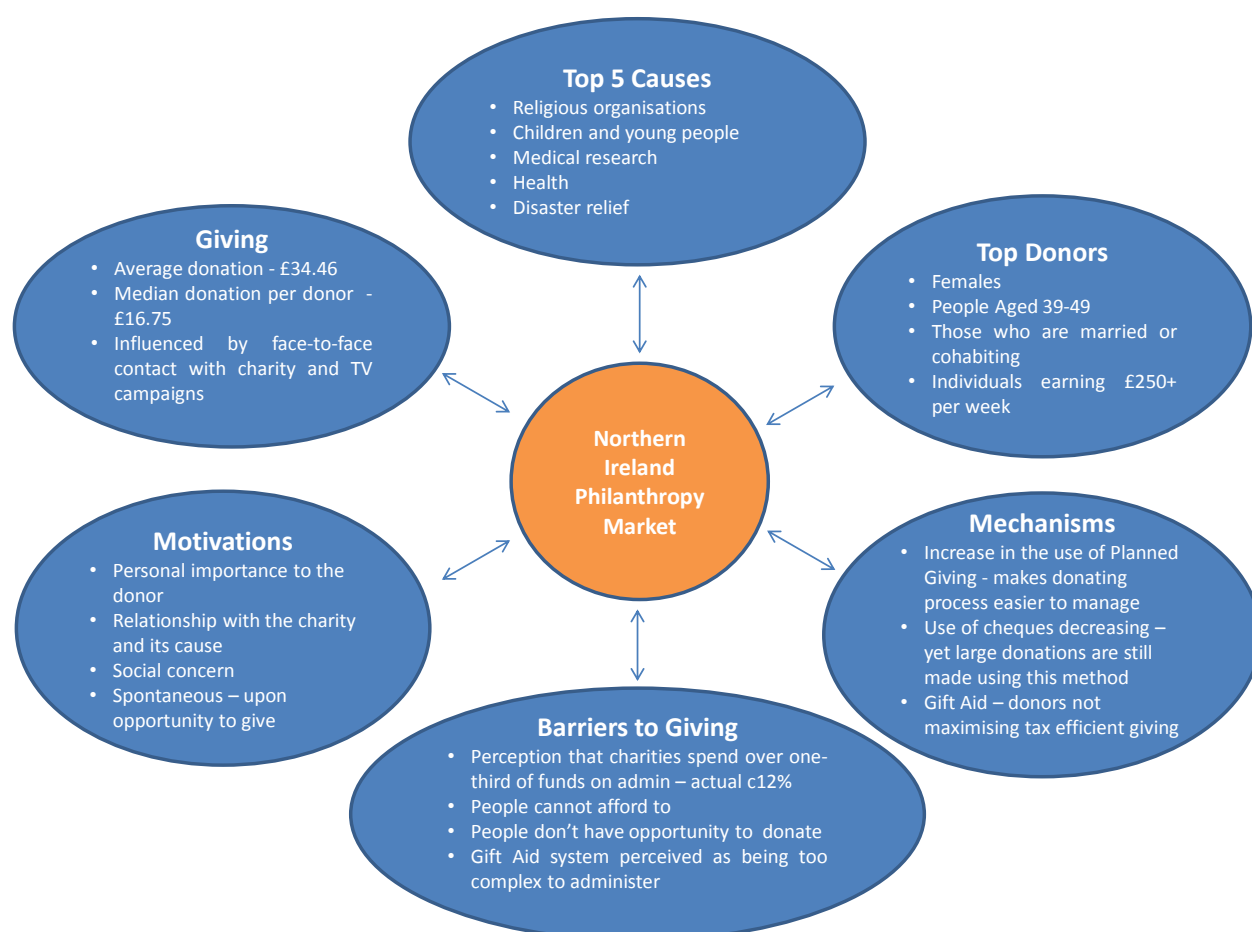 Top 5 Causes
• Religious organisations
• Children and young people
• Medical research
• Health
• Disaster relief
Giving
• Average donation - £34.46
• Median donation per donor -
£16.75
• Influenced by face-to-face
contact with charity and TV
campaigns
Top Donors
• Females
• People Aged 39-49
• Those who are married or
cohabiting
• Individuals earning £250+
per week
Northern
Ireland
Philanthropy
Market
Motivations
• Personal importance to the
donor
• Relationship with the charity
and its cause
• Social concern
• Spontaneous – upon
opportunity to give
Mechanisms
• Increase in the use of Planned
Giving - makes donating
process easier to manage
• Use of cheques decreasing –
yet large donations are still
made using this method
• Gift Aid – donors not
maximising tax efficient giving
Barriers to Giving
• Perception that charities spend over one-
third of funds on admin – actual c12%
• People cannot afford to
• People don't have opportunity to donate
• Gift Aid system perceived as being too
complex to administer